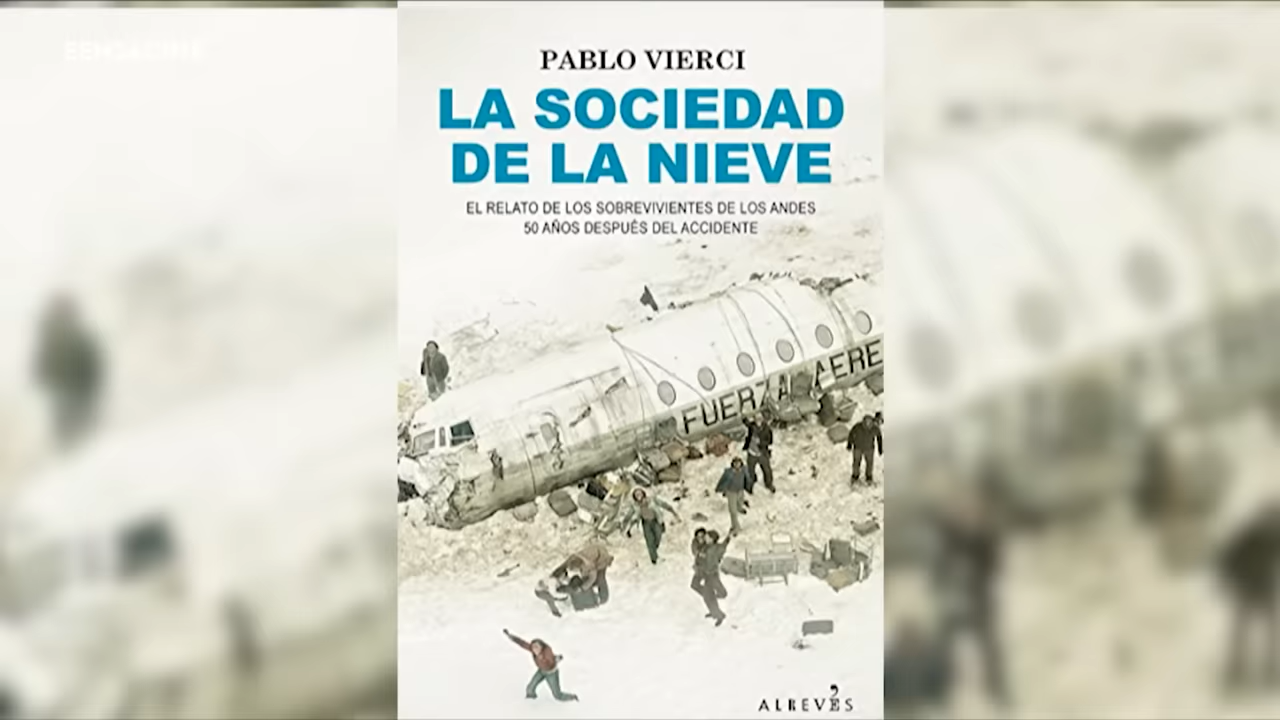 SENSACINE
PABLO VIERCI
LA SOCIEDAD
DE LA NIEVE
EL RELATO DE LOS SOBREVIVIENTES DE LOS ANDES
50 AÑOS DESPUÉS DEL ACCIDENTE
FUERZA AERE
ALREVÉS